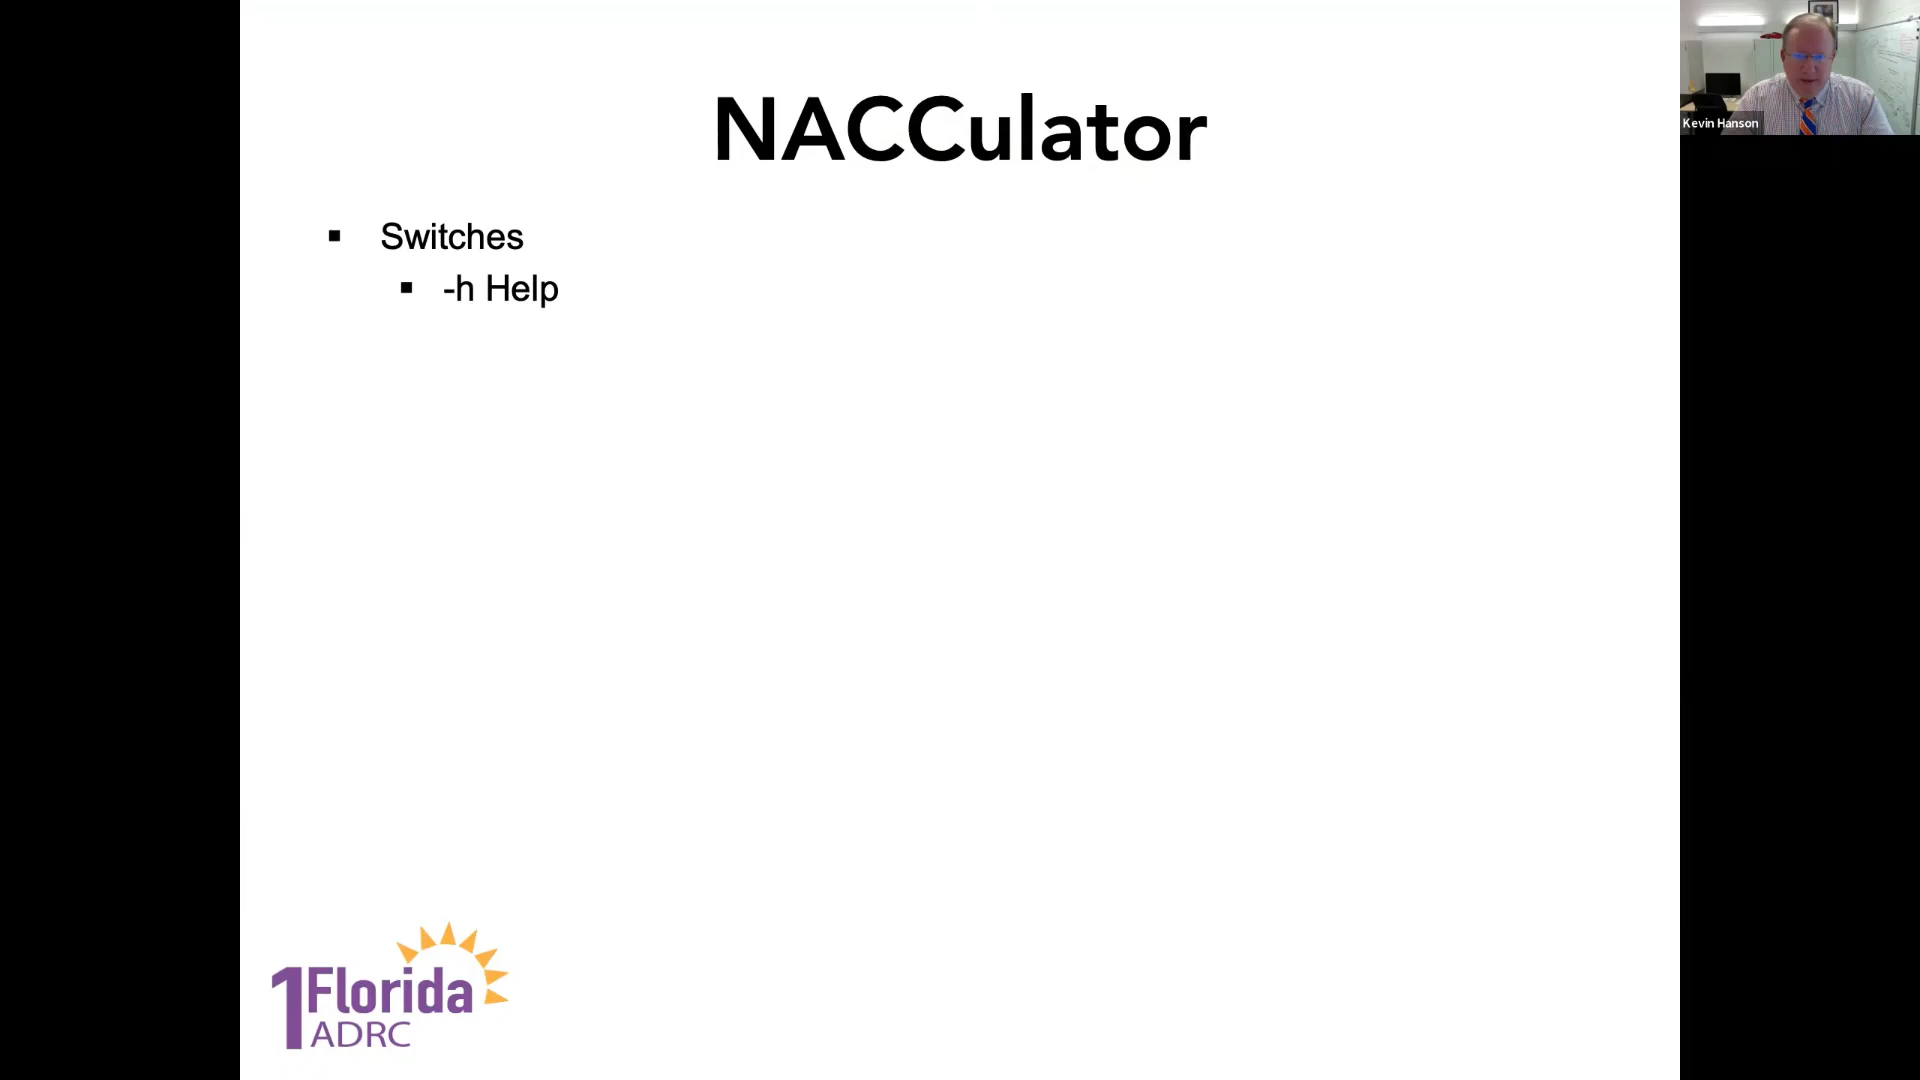 NACCulator
Kevin Hanson
Switches
-h Help
1Florida
ADRC